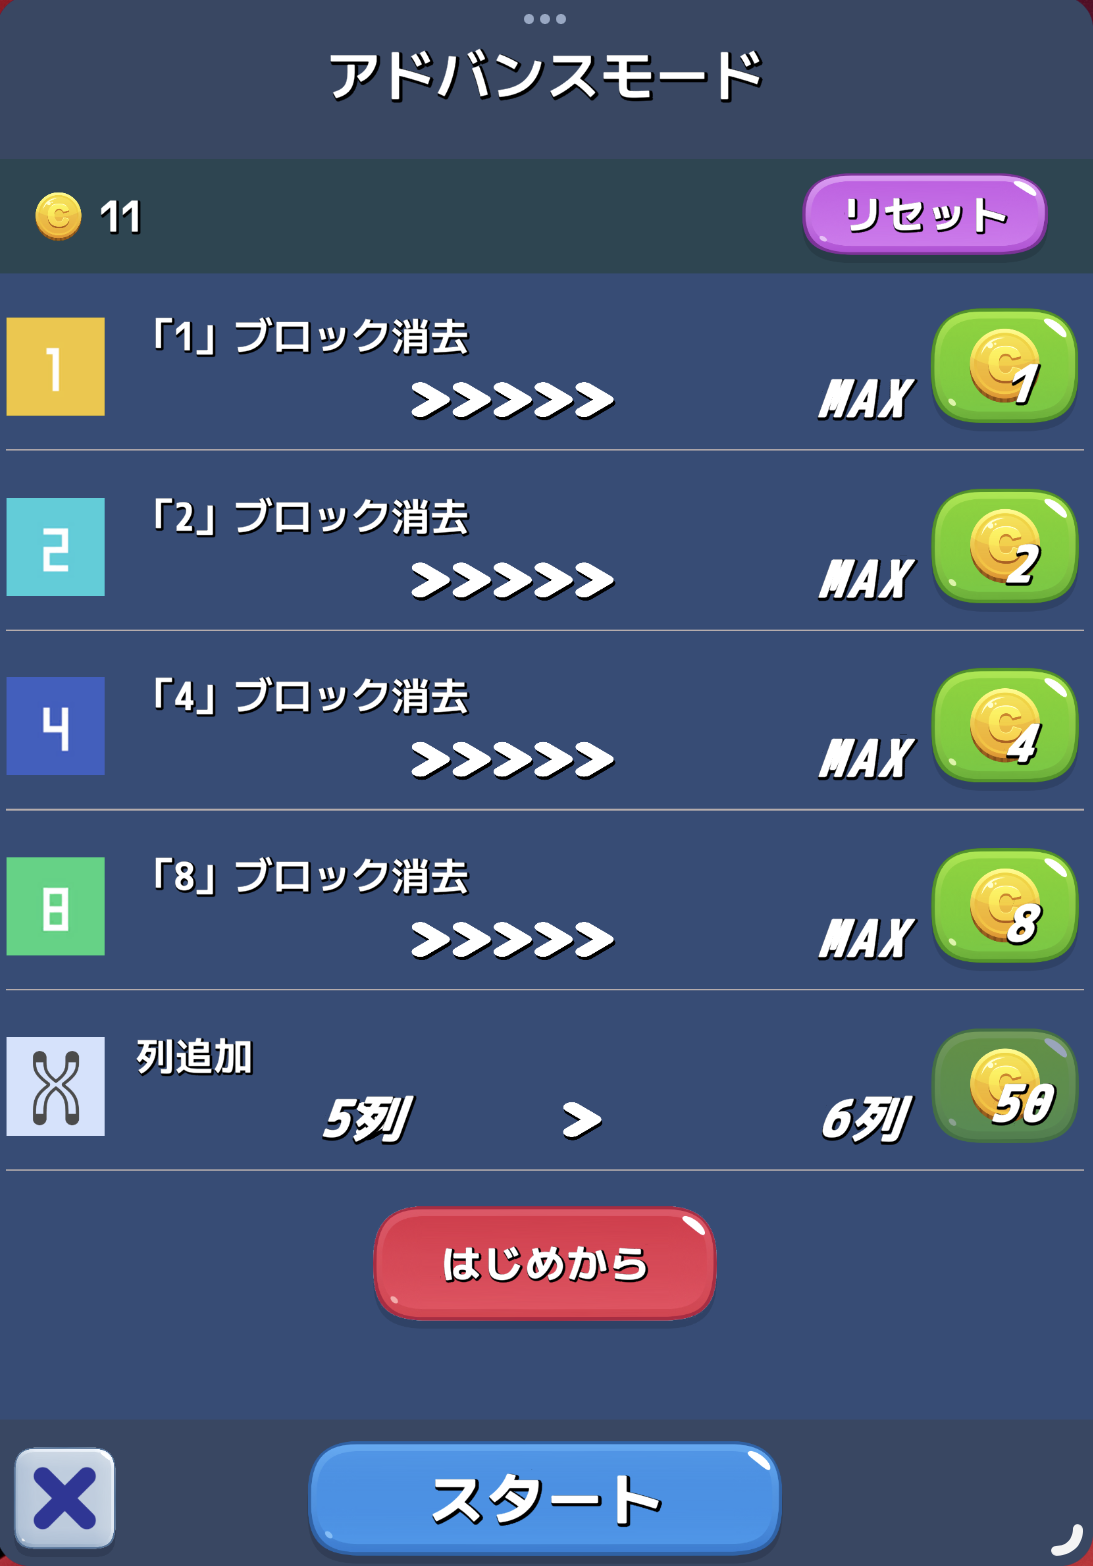 アドバンスモード
11
リセット
1
「1」ブロック消去
>>>>>
MAX
C
1
2
「2」ブロック消去
>>>>>
MAX
C
2
4
「4」ブロック消去
>>>>>
MAX
C
4
8
「8」ブロック消去
>>>>>
MAX
C
8
列追加
5列 > 6列
C
50
はじめから
スタート